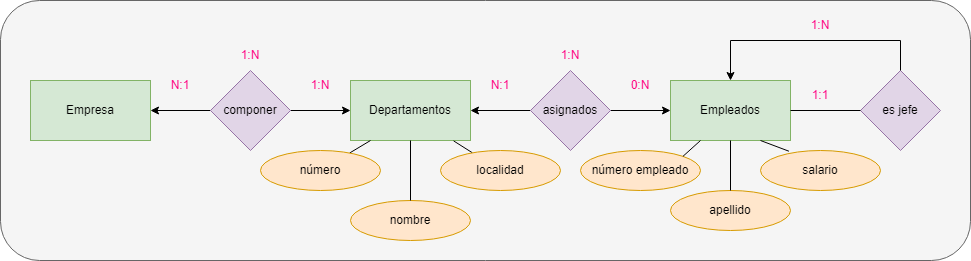 1:N
1:N
1:N
N:1
1:N
N:1
0:N
1:1
Empresa
componer
Departamentos
asignados
Empleados
es jefe
número
localidad
número empleado
salario
nombre
apellido